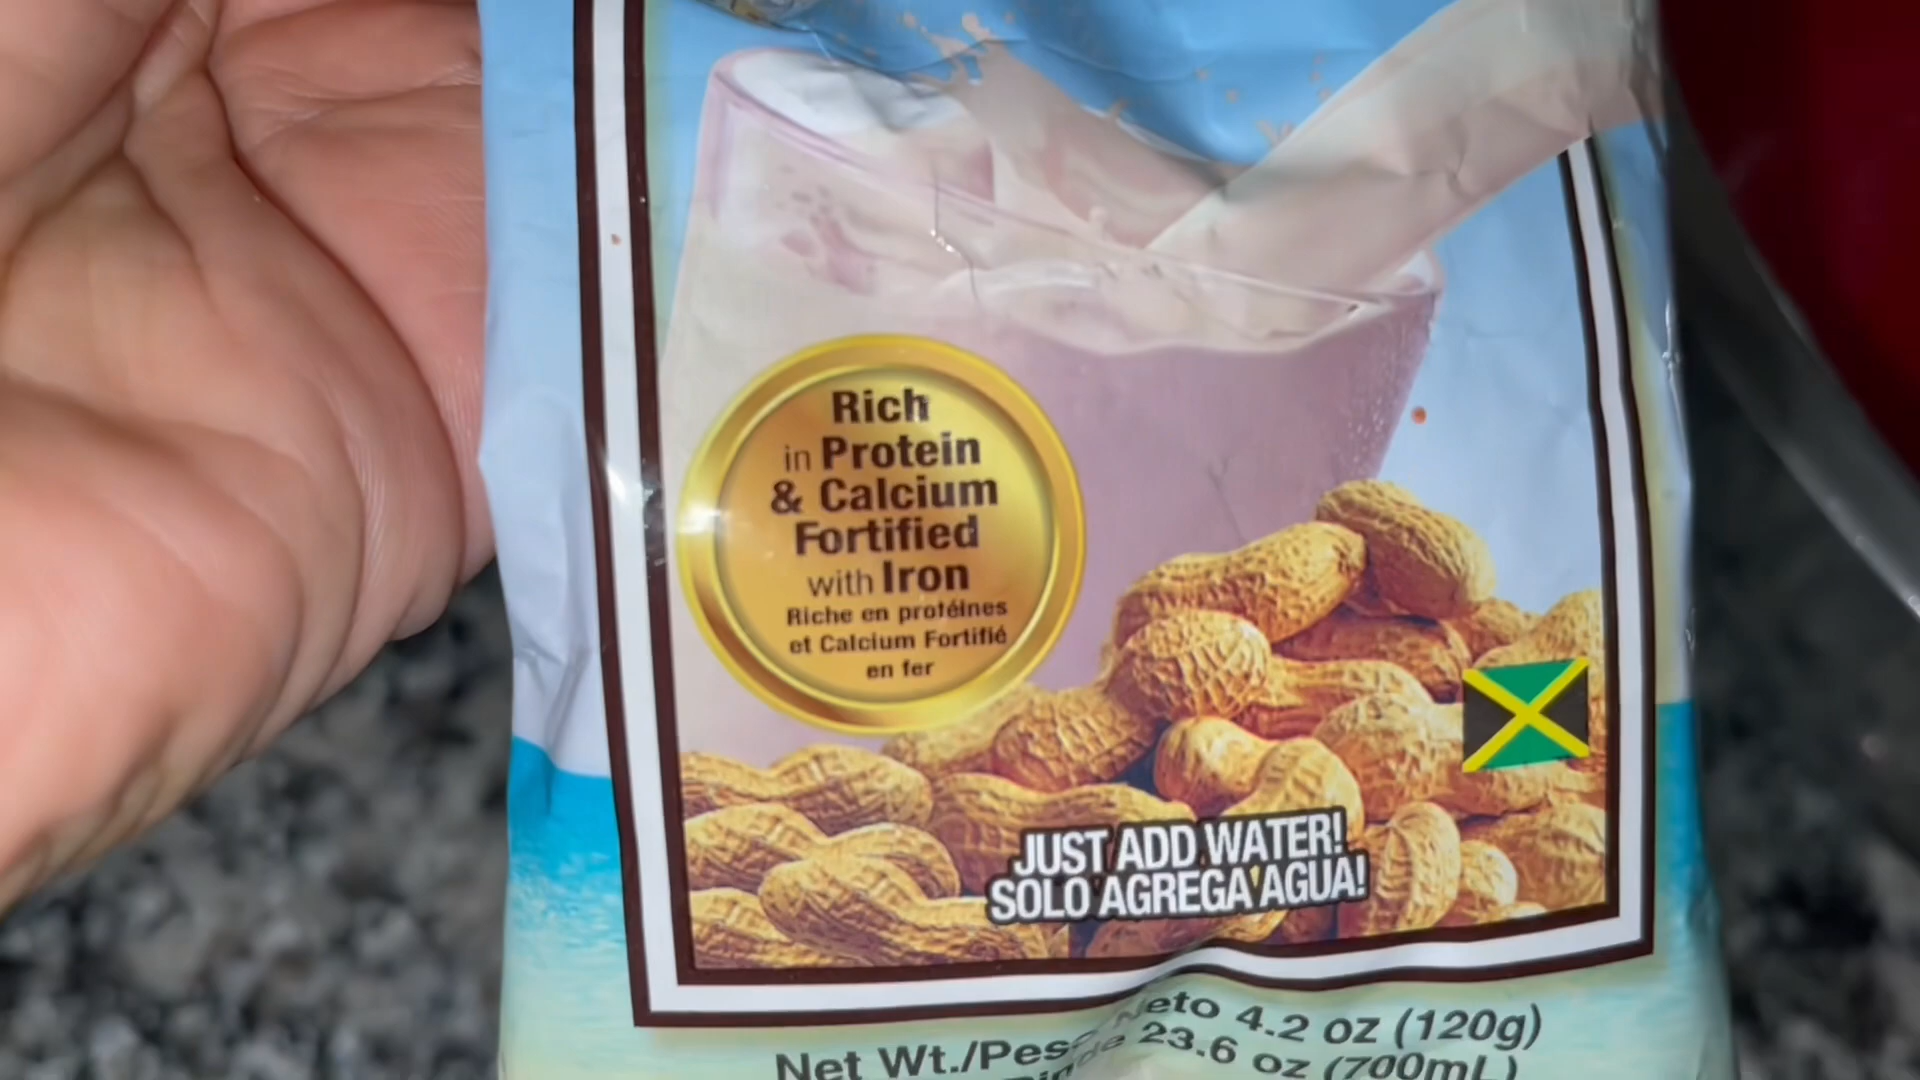 Rich
in Protein
& Calcium
Fortified
with Iron
Riche en protéines
et Calcium Fortifié
en fer
JUST ADD WATER!
SOLO AGREGA AGUA!
Net Wt./Peso Neto 4.2 oz (120g)
23.6 oz (700mL)